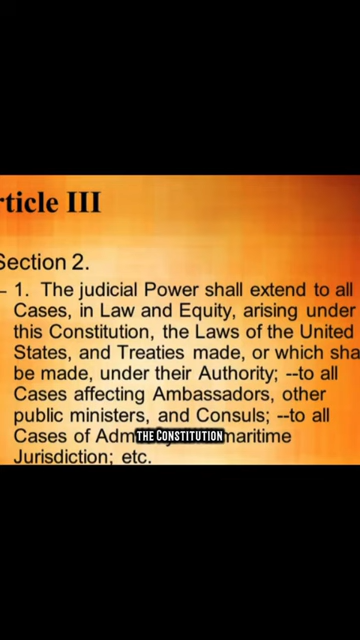 rticle III
Section 2.
– 1. The judicial Power shall extend to all
Cases, in Law and Equity, arising under
this Constitution, the Laws of the United
States, and Treaties made, or which sha
be made, under their Authority; --to all
Cases affecting Ambassadors, other
public ministers, and Consuls; --to all
Cases of Adm THE CONSTITUTION maritime
Jurisdiction; etc.